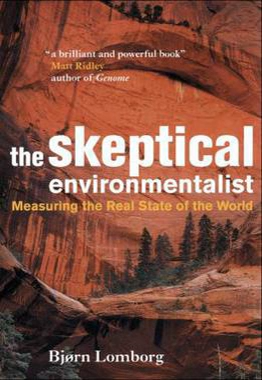 “a brilliant and powerful book”
Matt Ridley
author of Genome
the skeptical
environmentalist
Measuring the Real State of the World
Bjørn Lomborg